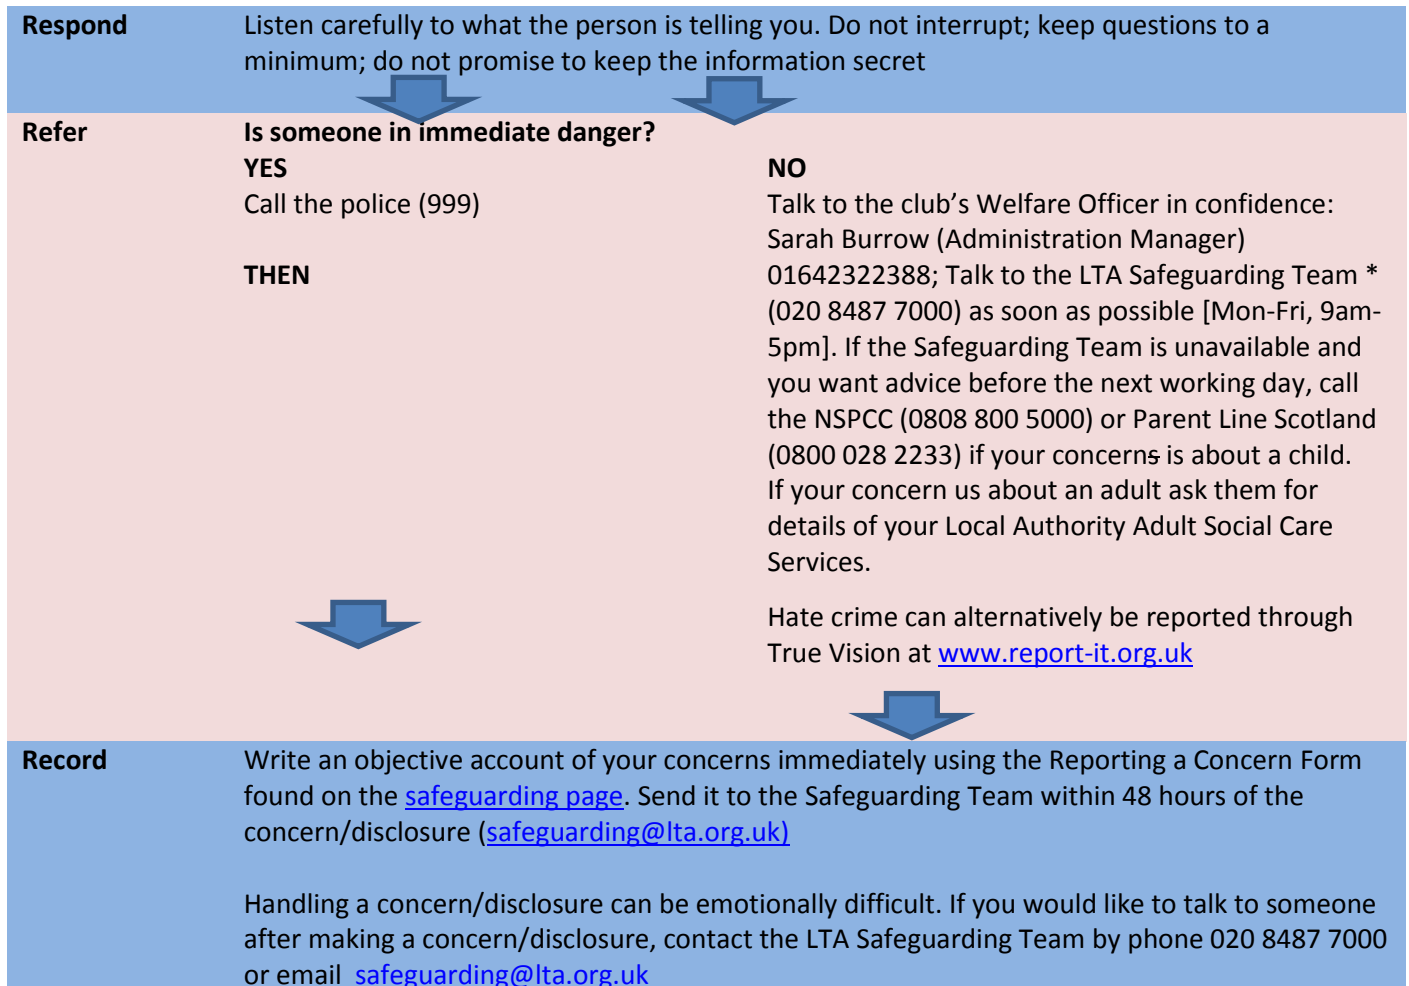 Respond
Listen carefully to what the person is telling you. Do not interrupt; keep questions to a
minimum; do not promise to keep the information secret
Refer
Is someone in immediate danger?
YES
Call the police (999)
THEN
NO
Talk to the club’s Welfare Officer in confidence:
Sarah Burrow (Administration Manager)
01642322388; Talk to the LTA Safeguarding Team *
(020 8487 7000) as soon as possible [Mon-Fri, 9am-
5pm]. If the Safeguarding Team is unavailable and
you want advice before the next working day, call
the NSPCC (0808 800 5000) or Parent Line Scotland
(0800 028 2233) if your concerns is about a child.
If your concern us about an adult ask them for
details of your Local Authority Adult Social Care
Services.
Hate crime can alternatively be reported through
True Vision at www.report-it.org.uk
Record
Write an objective account of your concerns immediately using the Reporting a Concern Form
found on the safeguarding page. Send it to the Safeguarding Team within 48 hours of the
concern/disclosure (safeguarding@lta.org.uk)
Handling a concern/disclosure can be emotionally difficult. If you would like to talk to someone
after making a concern/disclosure, contact the LTA Safeguarding Team by phone 020 8487 7000
or email safeguarding@lta.org.uk